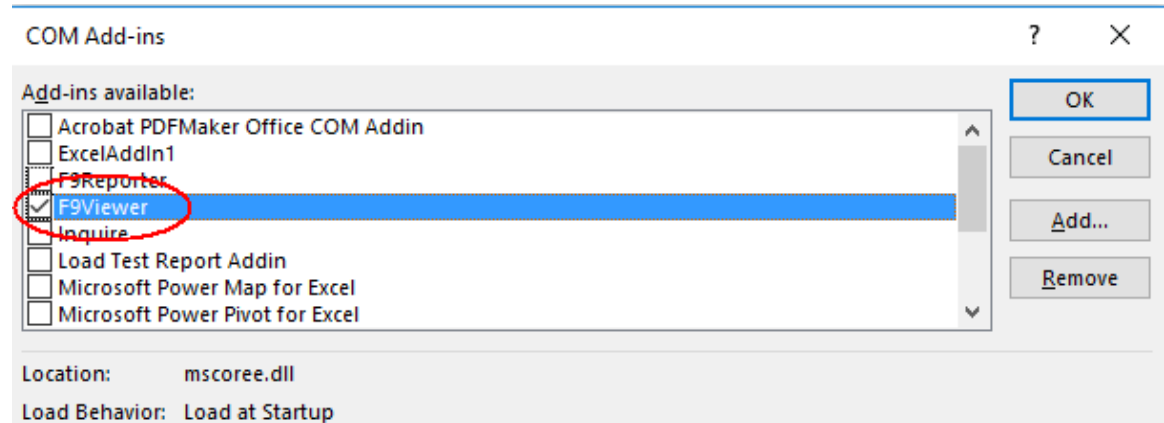 COM Add-ins
Add-ins available:
Acrobat PDFMaker Office COM Addin
ExcelAddIn1
F9Reporter
F9Viewer
Inquire
Load Test Report Addin
Microsoft Power Map for Excel
Microsoft Power Pivot for Excel
OK
Cancel
Add...
Remove
Location: mscoree.dll
Load Behavior: Load at Startup